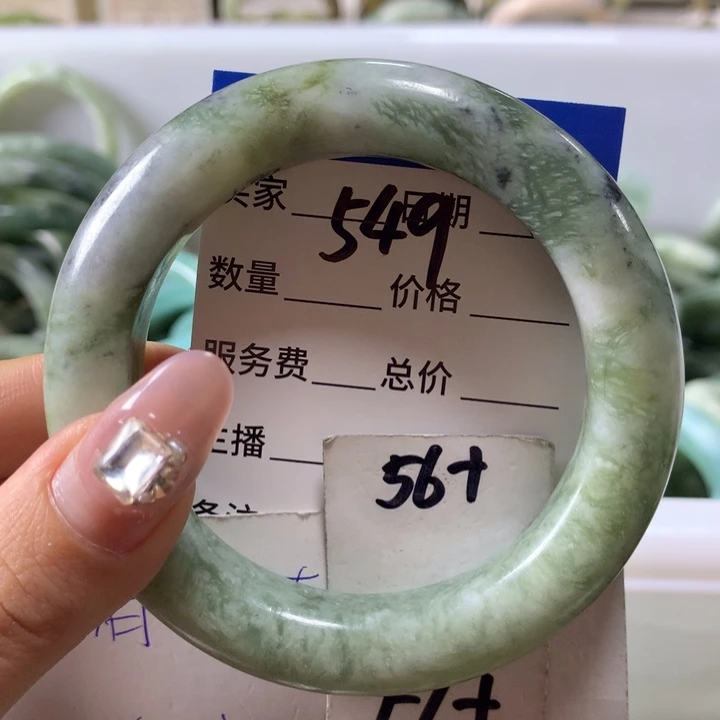 家 549 日期
数量 价格
服务费 总价
主播
56+